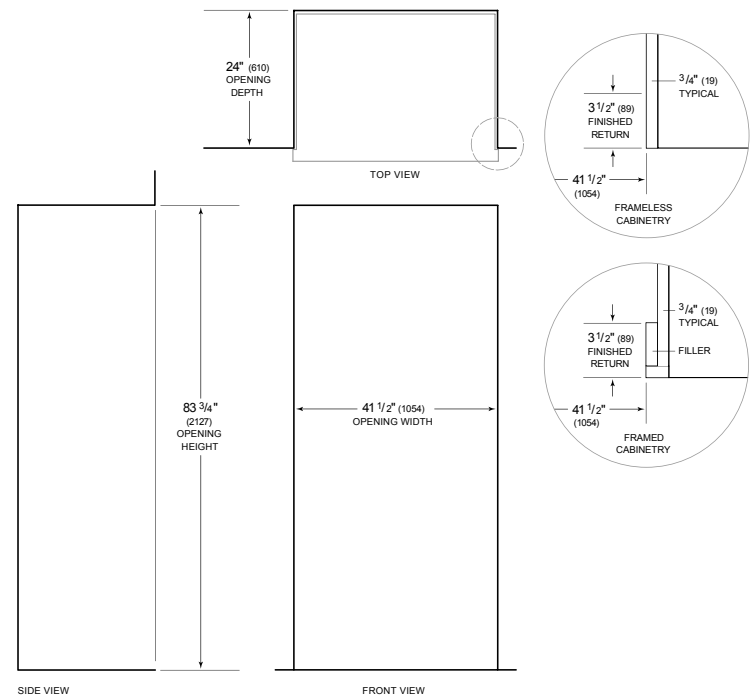 24" (610)
OPENING
DEPTH
TOP VIEW
3/4" (19)
TYPICAL
3 1/2" (89)
FINISHED
RETURN
41 1/2"
(1054)
FRAMELESS
CABINETRY
3/4" (19)
TYPICAL
3 1/2" (89)
FINISHED
RETURN
FILLER
41 1/2"
(1054)
FRAMED
CABINETRY
83 3/4"
(2127)
OPENING
HEIGHT
41 1/2" (1054)
OPENING WIDTH
SIDE VIEW
FRONT VIEW